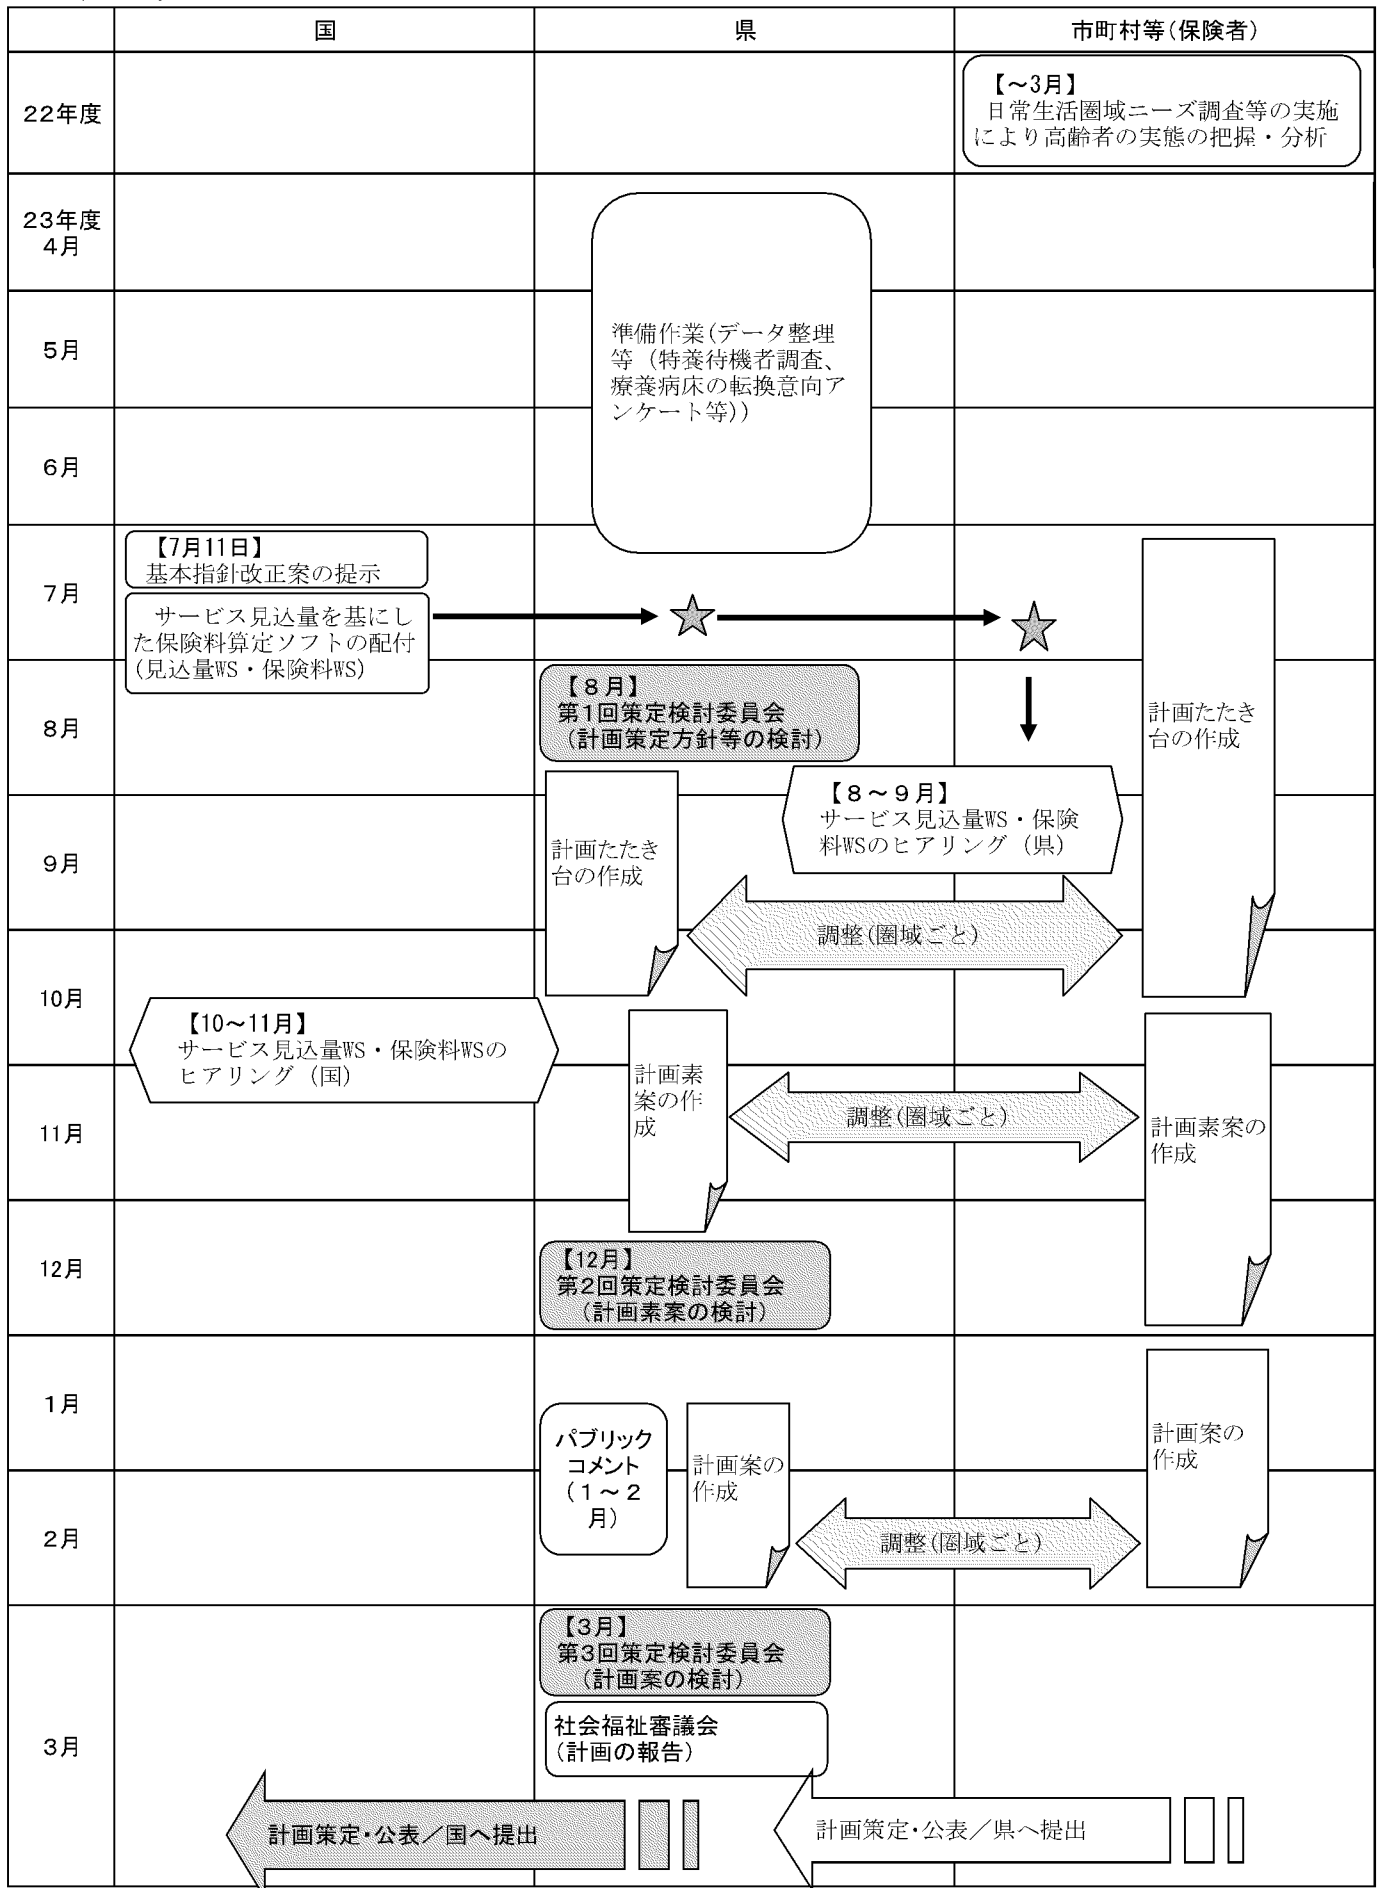 国
県
市町村等(保険者)
22年度
【～3月】
日常生活圏域ニーズ調査等の実施
により高齢者の実態の把握・分析
23年度
4月
準備作業(データ整理
等（特養待機者調査、
療養病床の転換意向ア
ンケート等))
5月
6月
7月
【7月11日】
基本指針改正案の提示
サービス見込量を基にし
た保険料算定ソフトの配付
(見込量WS・保険料WS)
計画たたき
台の作成
8月
【８月】
第1回策定検討委員会
（計画策定方針等の検討）
【８～９月】
サービス見込量WS・保険
料WSのヒアリング（県）
9月
計画たたき
台の作成
調整(圏域ごと)
10月
【10～11月】
サービス見込量WS・保険料WSの
ヒアリング（国）
計画素
案の作
成
調整(圏域ごと)
計画素案の
作成
11月
12月
【12月】
第2回策定検討委員会
（計画素案の検討）
1月
パブリック
コメント
（１～２
月）
計画案の
作成
計画案の
作成
2月
調整(圏域ごと)
3月
【3月】
第3回策定検討委員会
（計画案の検討）
社会福祉審議会
(計画の報告)
計画策定・公表／国へ提出
計画策定・公表／県へ提出